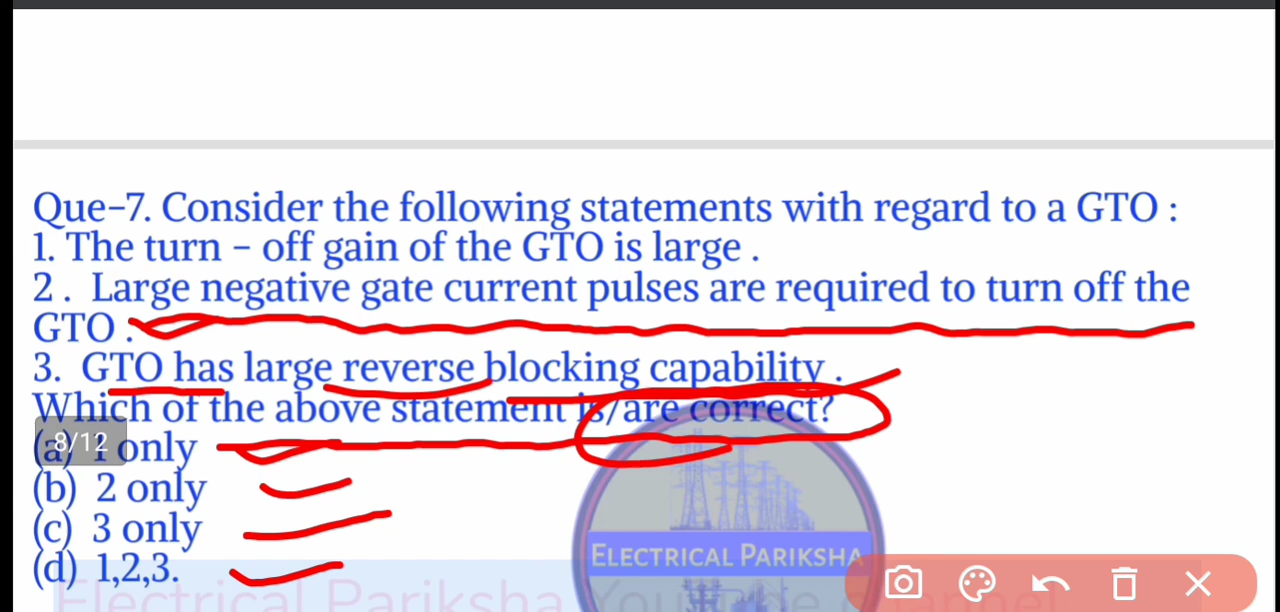 Que-7. Consider the following statements with regard to a GTO :
1. The turn - off gain of the GTO is large .
2 . Large negative gate current pulses are required to turn off the
GTO .
3. GTO has large reverse blocking capability .
Which of the above statement is/are correct?
(a) 1 only
8/12
(b) 2 only
(c) 3 only
(d) 1,2,3.
ELECTRICAL PARIKSHA
Electrical Pariksha YouTube channel